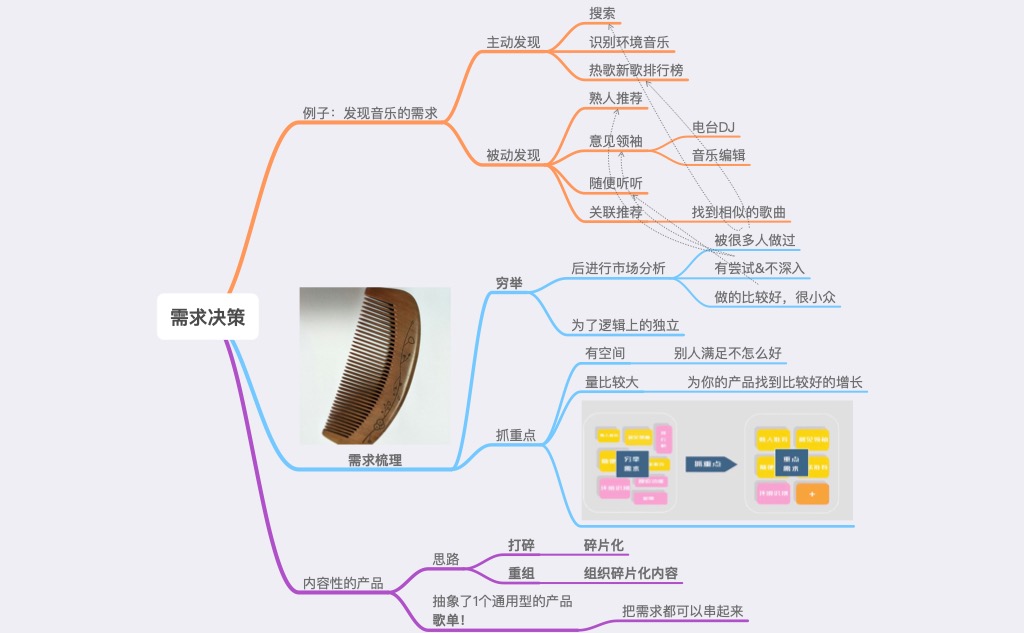 搜索
主动发现
识别环境音乐
热歌新歌排行榜
例子：发现音乐的需求
熟人推荐
电台DJ
意见领袖
被动发现
音乐编辑
随便听听
关联推荐
找到相似的歌曲
被很多人做过
后进行市场分析
有尝试&不深入
穷举
做的比较好，很小众
需求决策
为了逻辑上的独立
有空间
别人满足不怎么好
量比较大
为你的产品找到比较好的增长
抓重点
需求梳理
穷举
需求
抓重点
重点
需求
打碎
碎片化
思路
重组
组织碎片化内容
内容性的产品
抽象了1个通用型的产品
歌单！
把需求都可以串起来